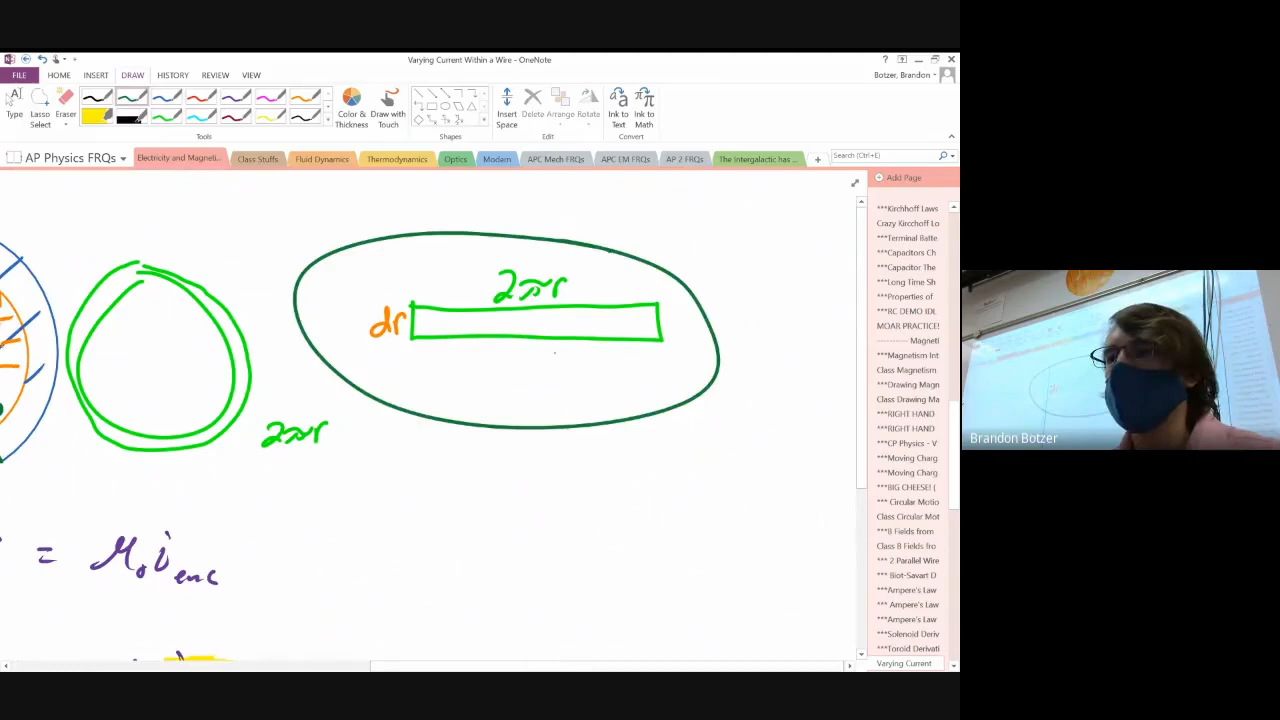 Varying Current Within a Wire - OneNote
FILE HOME INSERT DRAW HISTORY REVIEW VIEW
Botzer, Brandon
Type Lasso Select Eraser Color & Thickness Draw with Touch Insert Space Delete Arrange Rotate Ink to Text Ink to Math
Tools Shapes Edit Convert
AP Physics FRQs Electricity and Magneti... Class Stuffs Fluid Dynamics Thermodynamics Optics Modern APC Mech FRQs APC EM FRQs AP 2 FRQs The Intergalactic has ... Search (Ctrl+E)
Add Page
***Kirchhoff Laws
Crazy Kircchoff Lo
***Terminal Batte
***Capacitors Ch
***Capacitor The
***Long Time Sh
***Properties of
***RC DEMO IDL
MOAR PRACTICE!
----------- Magneti
***Magnetism Int
Class Magnetism
***Drawing Magn
Class Drawing Ma
***RIGHT HAND
***RIGHT HAND
***CP Physics - V
***Moving Charg
***Moving Charg
***BIG CHEESE! (
*** Circular Motio
Class Circular Mot
***B Fields from
Class B Fields fro
*** 2 Parallel Wire
*** Biot-Savart D
***Ampere's Law
*** Ampere's Law
***Ampere's Law
***Solenoid Deriv
***Toroid Derivati
Varying Current
2πr
dr
2πr
= μ₀ i enc
Brandon Botzer